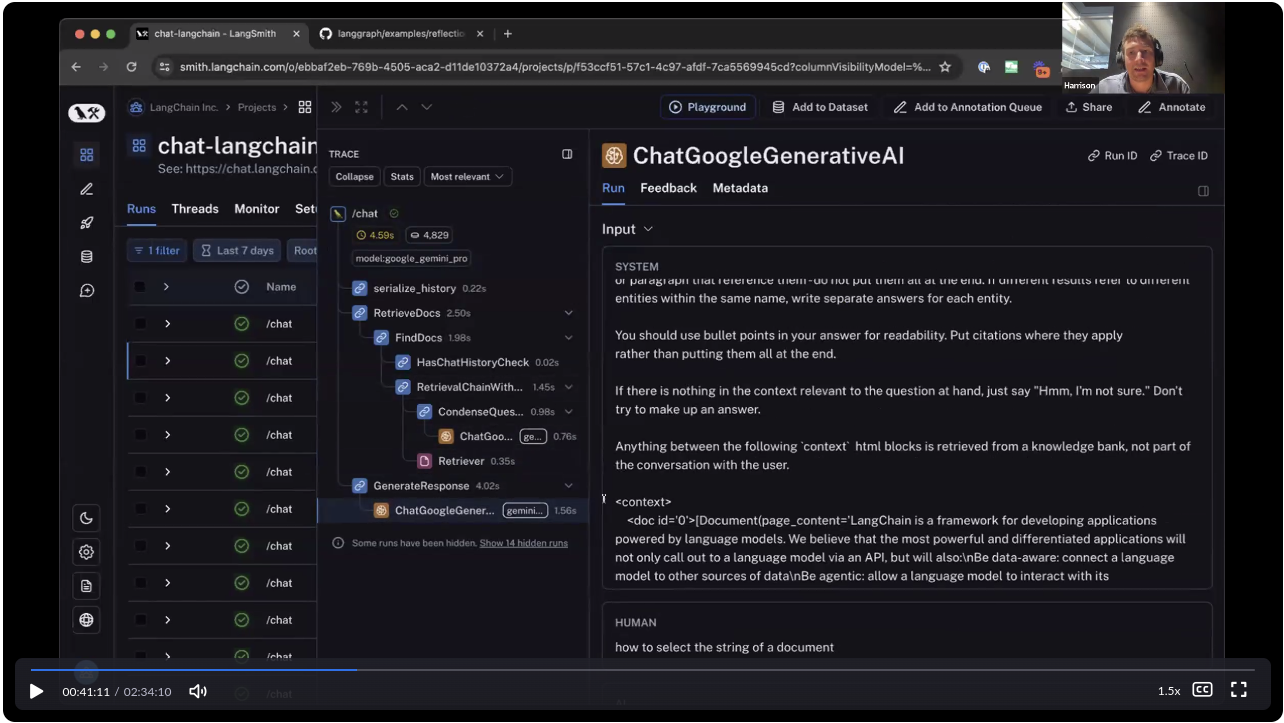 chat-langchain - LangSmith
langgraph/examples/reflectio
smith.langchain.com/o/ebbaf2eb-769b-4505-aca2-d11de10372a4/projects/p/f53ccf51-57c1-4c97-afdf-7ca5569945cd?columnVisibilityModel=%...
9+
Harrison
LangChain Inc. > Projects >
Playground
Add to Dataset
Add to Annotation Queue
Share
Annotate
chat-langchain
See: https://chat.langchain.c
Runs Threads Monitor Setu
1 filter Last 7 days Root
Name
/chat
/chat
/chat
/chat
/chat
/chat
/chat
/chat
/chat
/chat
/chat
TRACE
Collapse Stats Most relevant
/chat
4.59s 4,829
model:google_gemini_pro
serialize_history 0.22s
RetrieveDocs 2.50s
FindDocs 1.98s
HasChatHistoryCheck 0.02s
RetrievalChainWith... 1.45s
CondenseQues... 0.98s
ChatGoo... ge... 0.76s
Retriever 0.35s
GenerateResponse 4.02s
ChatGoogleGener... gemini... 1.56s
Some runs have been hidden. Show 14 hidden runs
ChatGoogleGenerativeAI
Run ID Trace ID
Run Feedback Metadata
Input
SYSTEM
or paragraph that reference them - do not put them all at the end. If different results refer to different
entities within the same name, write separate answers for each entity.
You should use bullet points in your answer for readability. Put citations where they apply
rather than putting them all at the end.
If there is nothing in the context relevant to the question at hand, just say "Hmm, I'm not sure." Don't
try to make up an answer.
Anything between the following `context` html blocks is retrieved from a knowledge bank, not part of
the conversation with the user.
<context>
<doc id='0'>[Document(page_content='LangChain is a framework for developing applications
powered by language models. We believe that the most powerful and differentiated applications will
not only call out to a language model via an API, but will also:\nBe data-aware: connect a language
model to other sources of data\nBe agentic: allow a language model to interact with its
HUMAN
how to select the string of a document
00:41:11 / 02:34:10
1.5x
CC